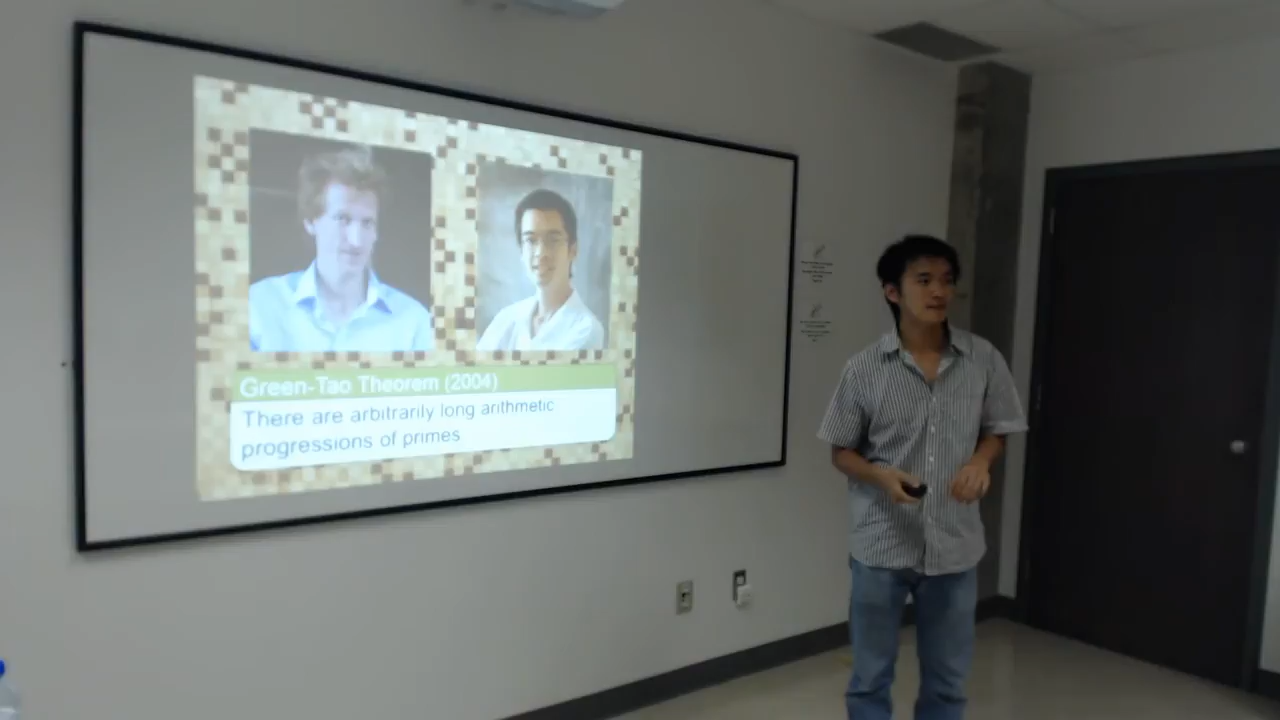 Green-Tao Theorem (2004)
There are arbitrarily long arithmetic
progressions of primes